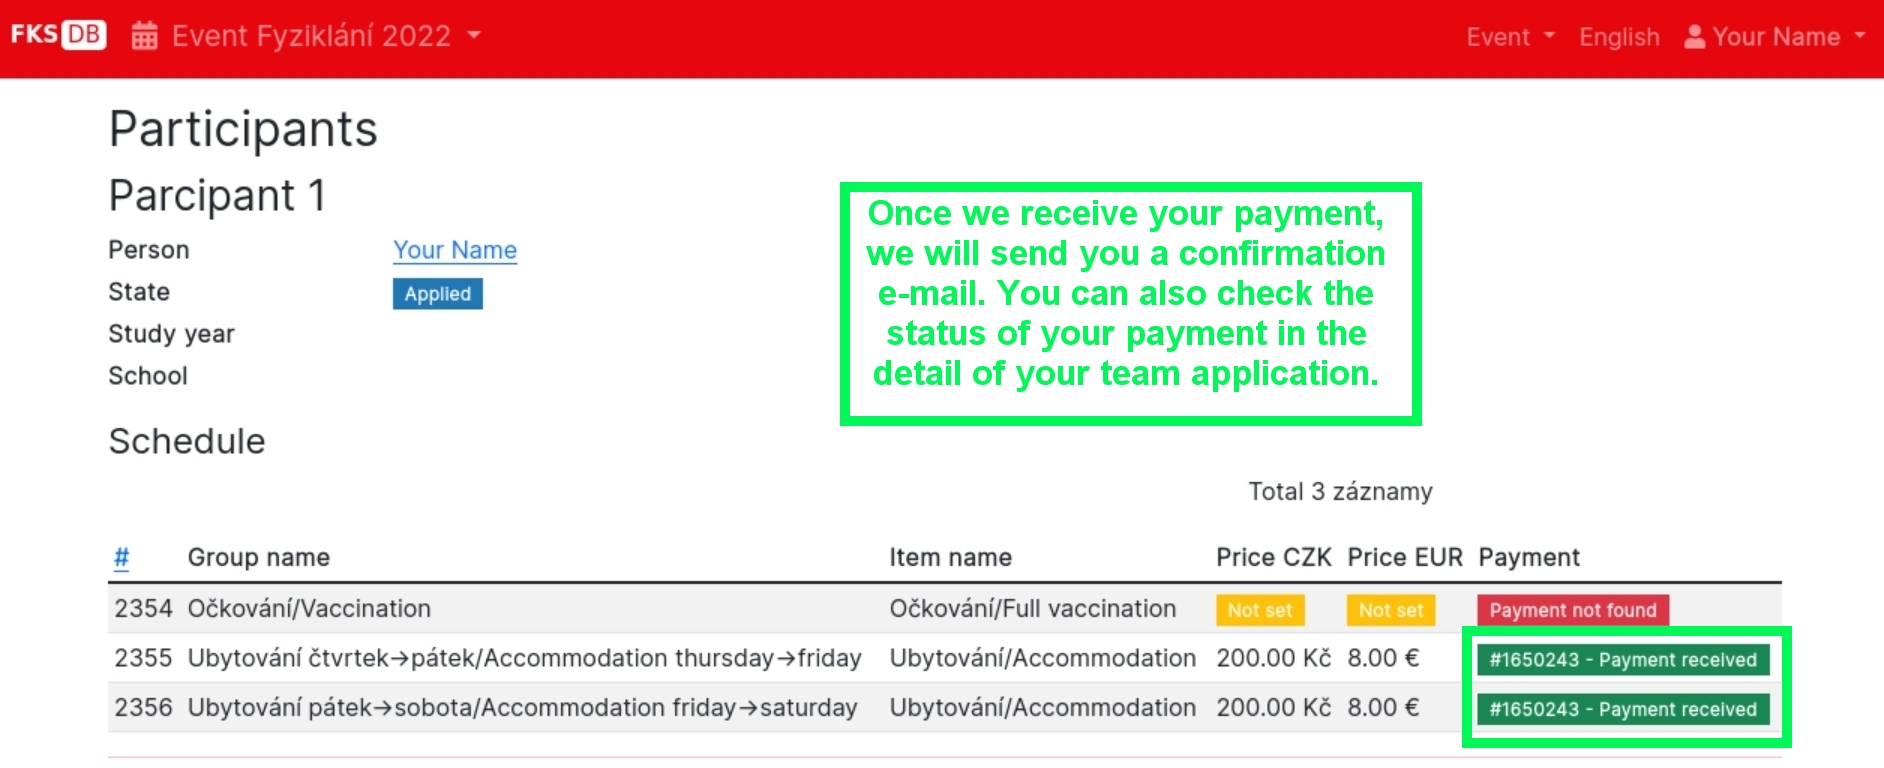 FKSDB Event Fyziklání 2022 Event English Your Name
Participants
Parcipant 1
Person Your Name
State Applied
Study year
School
Once we receive your payment,
we will send you a confirmation
e-mail. You can also check the
status of your payment in the
detail of your team application.
Schedule
Total 3 záznamy
# Group name Item name Price CZK Price EUR Payment
2354 Očkování/Vaccination Očkování/Full vaccination Not set Not set Payment not found
2355 Ubytování čtvrtek→pátek/Accommodation thursday→friday Ubytování/Accommodation 200.00 Kč 8.00 € #1650243 - Payment received
2356 Ubytování pátek→sobota/Accommodation friday→saturday Ubytování/Accommodation 200.00 Kč 8.00 € #1650243 - Payment received